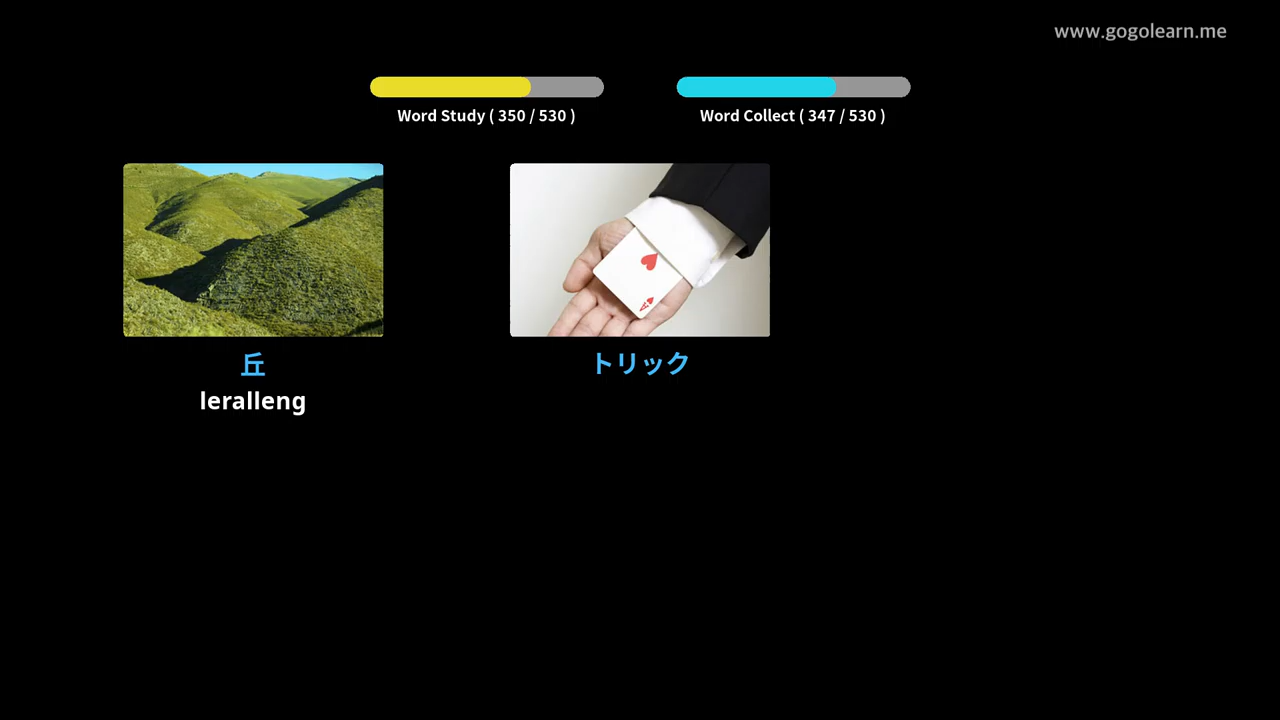 www.gogolearn.me
Word Study ( 350 / 530 )
Word Collect ( 347 / 530 )
丘
leralleng
トリック